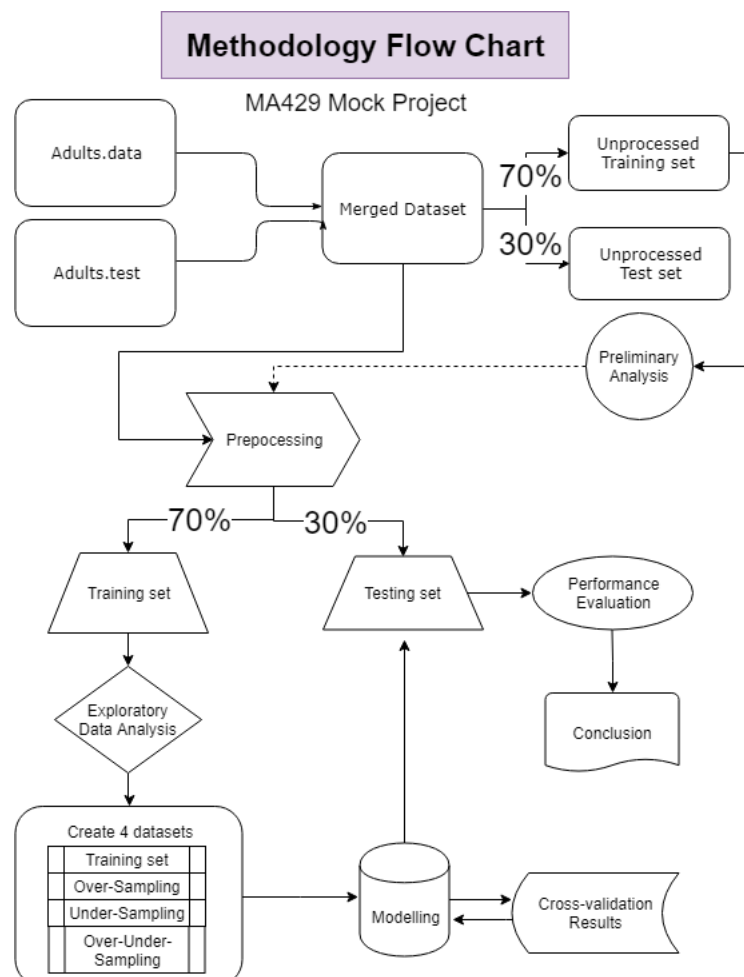 Methodology Flow Chart
MA429 Mock Project
Adults.data
Adults.test
Merged Dataset
70%
30%
Unprocessed
Training set
Unprocessed
Test set
Preliminary
Analysis
Prepocessing
70%
30%
Training set
Testing set
Performance
Evaluation
Exploratory
Data Analysis
Conclusion
Create 4 datasets
Training set
Over-Sampling
Under-Sampling
Over-Under-
Sampling
Modelling
Cross-validation
Results